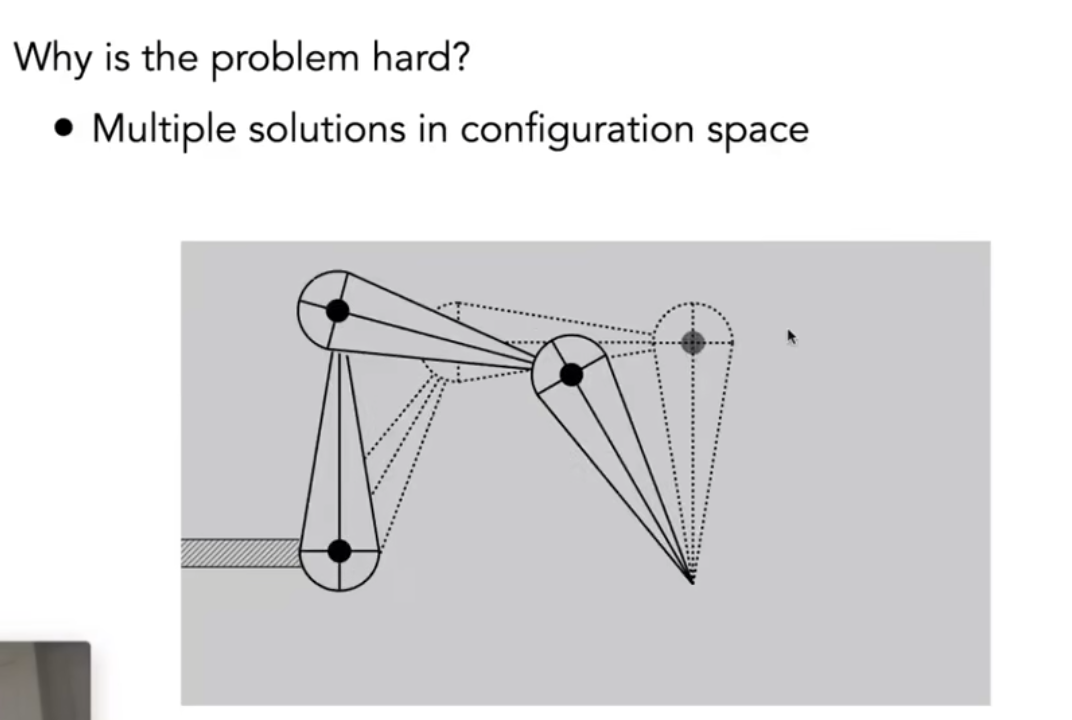 Why is the problem hard?
● Multiple solutions in configuration space